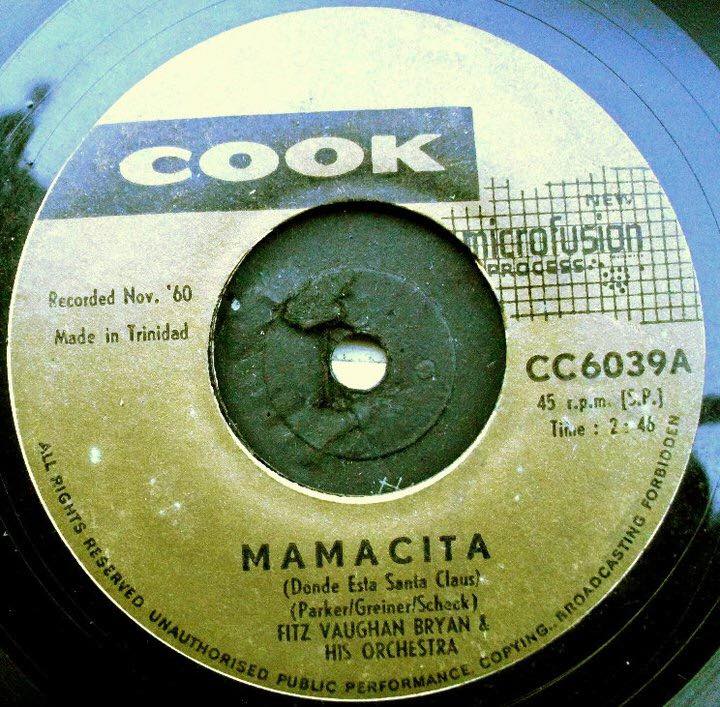 COOK
NEW
microfusion
PROCESS
Recorded Nov. '60
Made in Trinidad
CC6039A
45 r.p.m. [S.P.]
Time : 2 : 46
MAMACITA
(Donde Esta Santa Claus)
(Parker/Greiner/Scheck)
FITZ VAUGHAN BRYAN &
HIS ORCHESTRA
ALL RIGHTS RESERVED UNAUTHORISED PUBLIC PERFORMANCE, COPYING, BROADCASTING FORBIDDEN